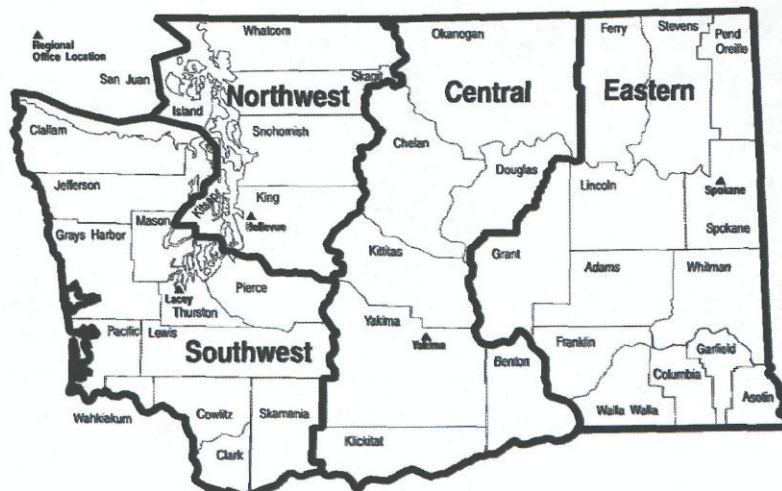 Whatcom
Okanogan
Ferry
Stevens
Pend
Oreille
Regional
Office Location
San Juan
Skagit
Island
Northwest
Central
Eastern
Clallam
Snohomish
Chelan
Douglas
Jefferson
Lincoln
Spokane
King
Kitsap
Mason
Bellevue
Spokane
Grays Harbor
Kittitas
Grant
Adams
Whitman
Pierce
Lacey
Thurston
Yakima
Pacific
Lewis
Yakima
Franklin
Garfield
Southwest
Benton
Columbia
Asotin
Wahkiakum
Cowlitz
Skamania
Walla Walla
Klickitat
Clark